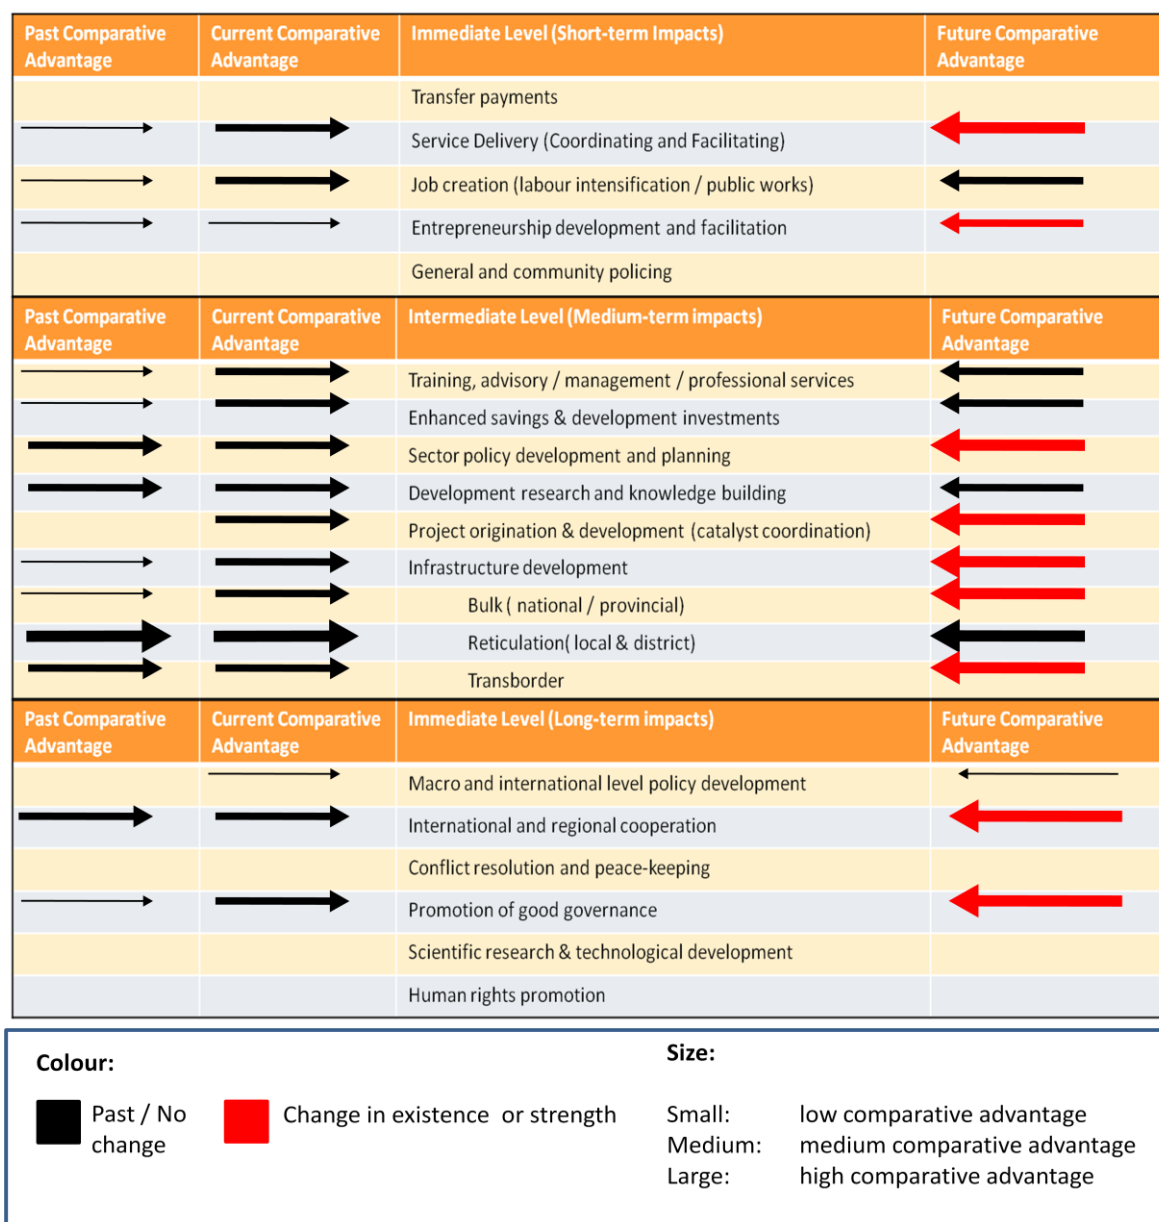 Past Comparative Advantage
Current Comparative Advantage
Immediate Level (Short-term Impacts)
Future Comparative Advantage
Transfer payments
Service Delivery (Coordinating and Facilitating)
Job creation (labour intensification / public works)
Entrepreneurship development and facilitation
General and community policing
Past Comparative Advantage
Current Comparative Advantage
Intermediate Level (Medium-term impacts)
Future Comparative Advantage
Training, advisory / management / professional services
Enhanced savings & development investments
Sector policy development and planning
Development research and knowledge building
Project origination & development (catalyst coordination)
Infrastructure development
Bulk ( national / provincial)
Reticulation( local & district)
Transborder
Past Comparative Advantage
Current Comparative Advantage
Immediate Level (Long-term impacts)
Future Comparative Advantage
Macro and international level policy development
International and regional cooperation
Conflict resolution and peace-keeping
Promotion of good governance
Scientific research & technological development
Human rights promotion
Colour:
Past / No change
Change in existence or strength
Size:
Small: low comparative advantage
Medium: medium comparative advantage
Large: high comparative advantage